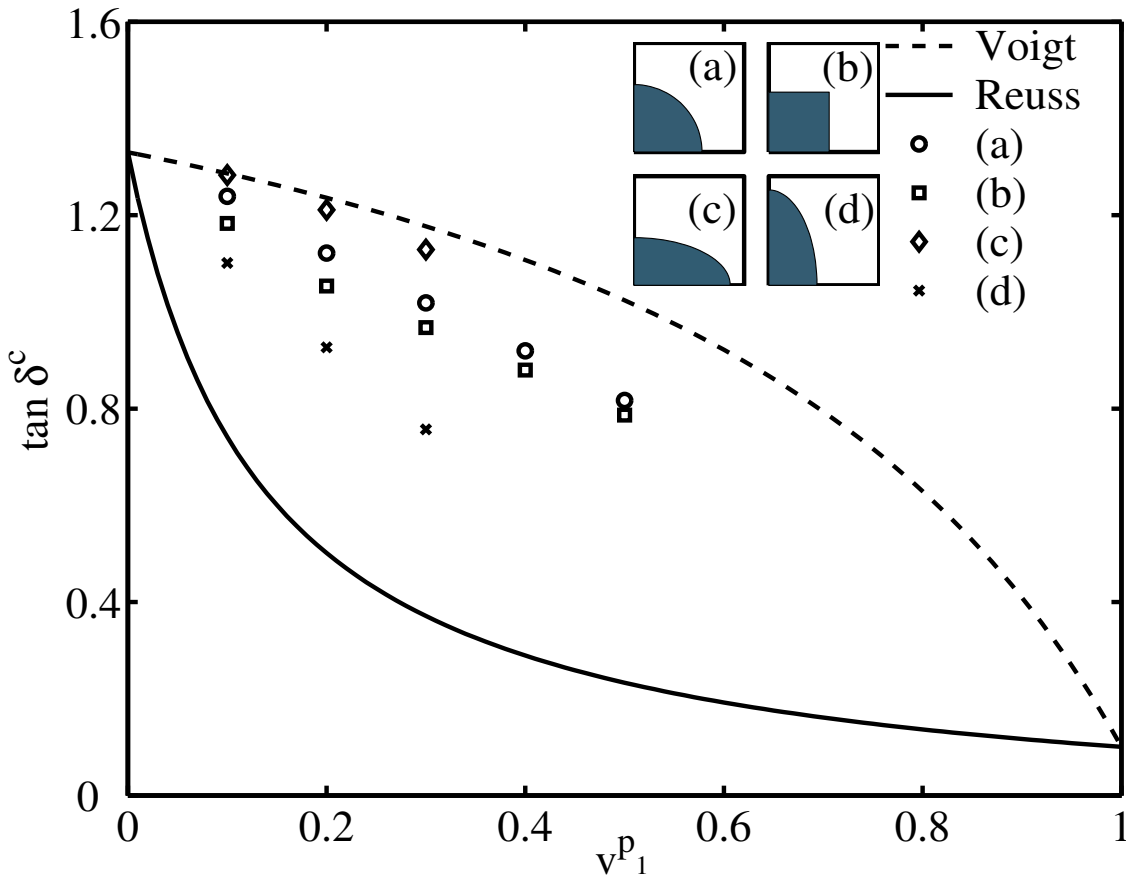 1.6
1.2
0.8
0.4
0
tan δ^c
0 0.2 0.4 0.6 0.8 1
v^p_1
(a) (b)
(c) (d)
Voigt
Reuss
(a)
(b)
(c)
(d)